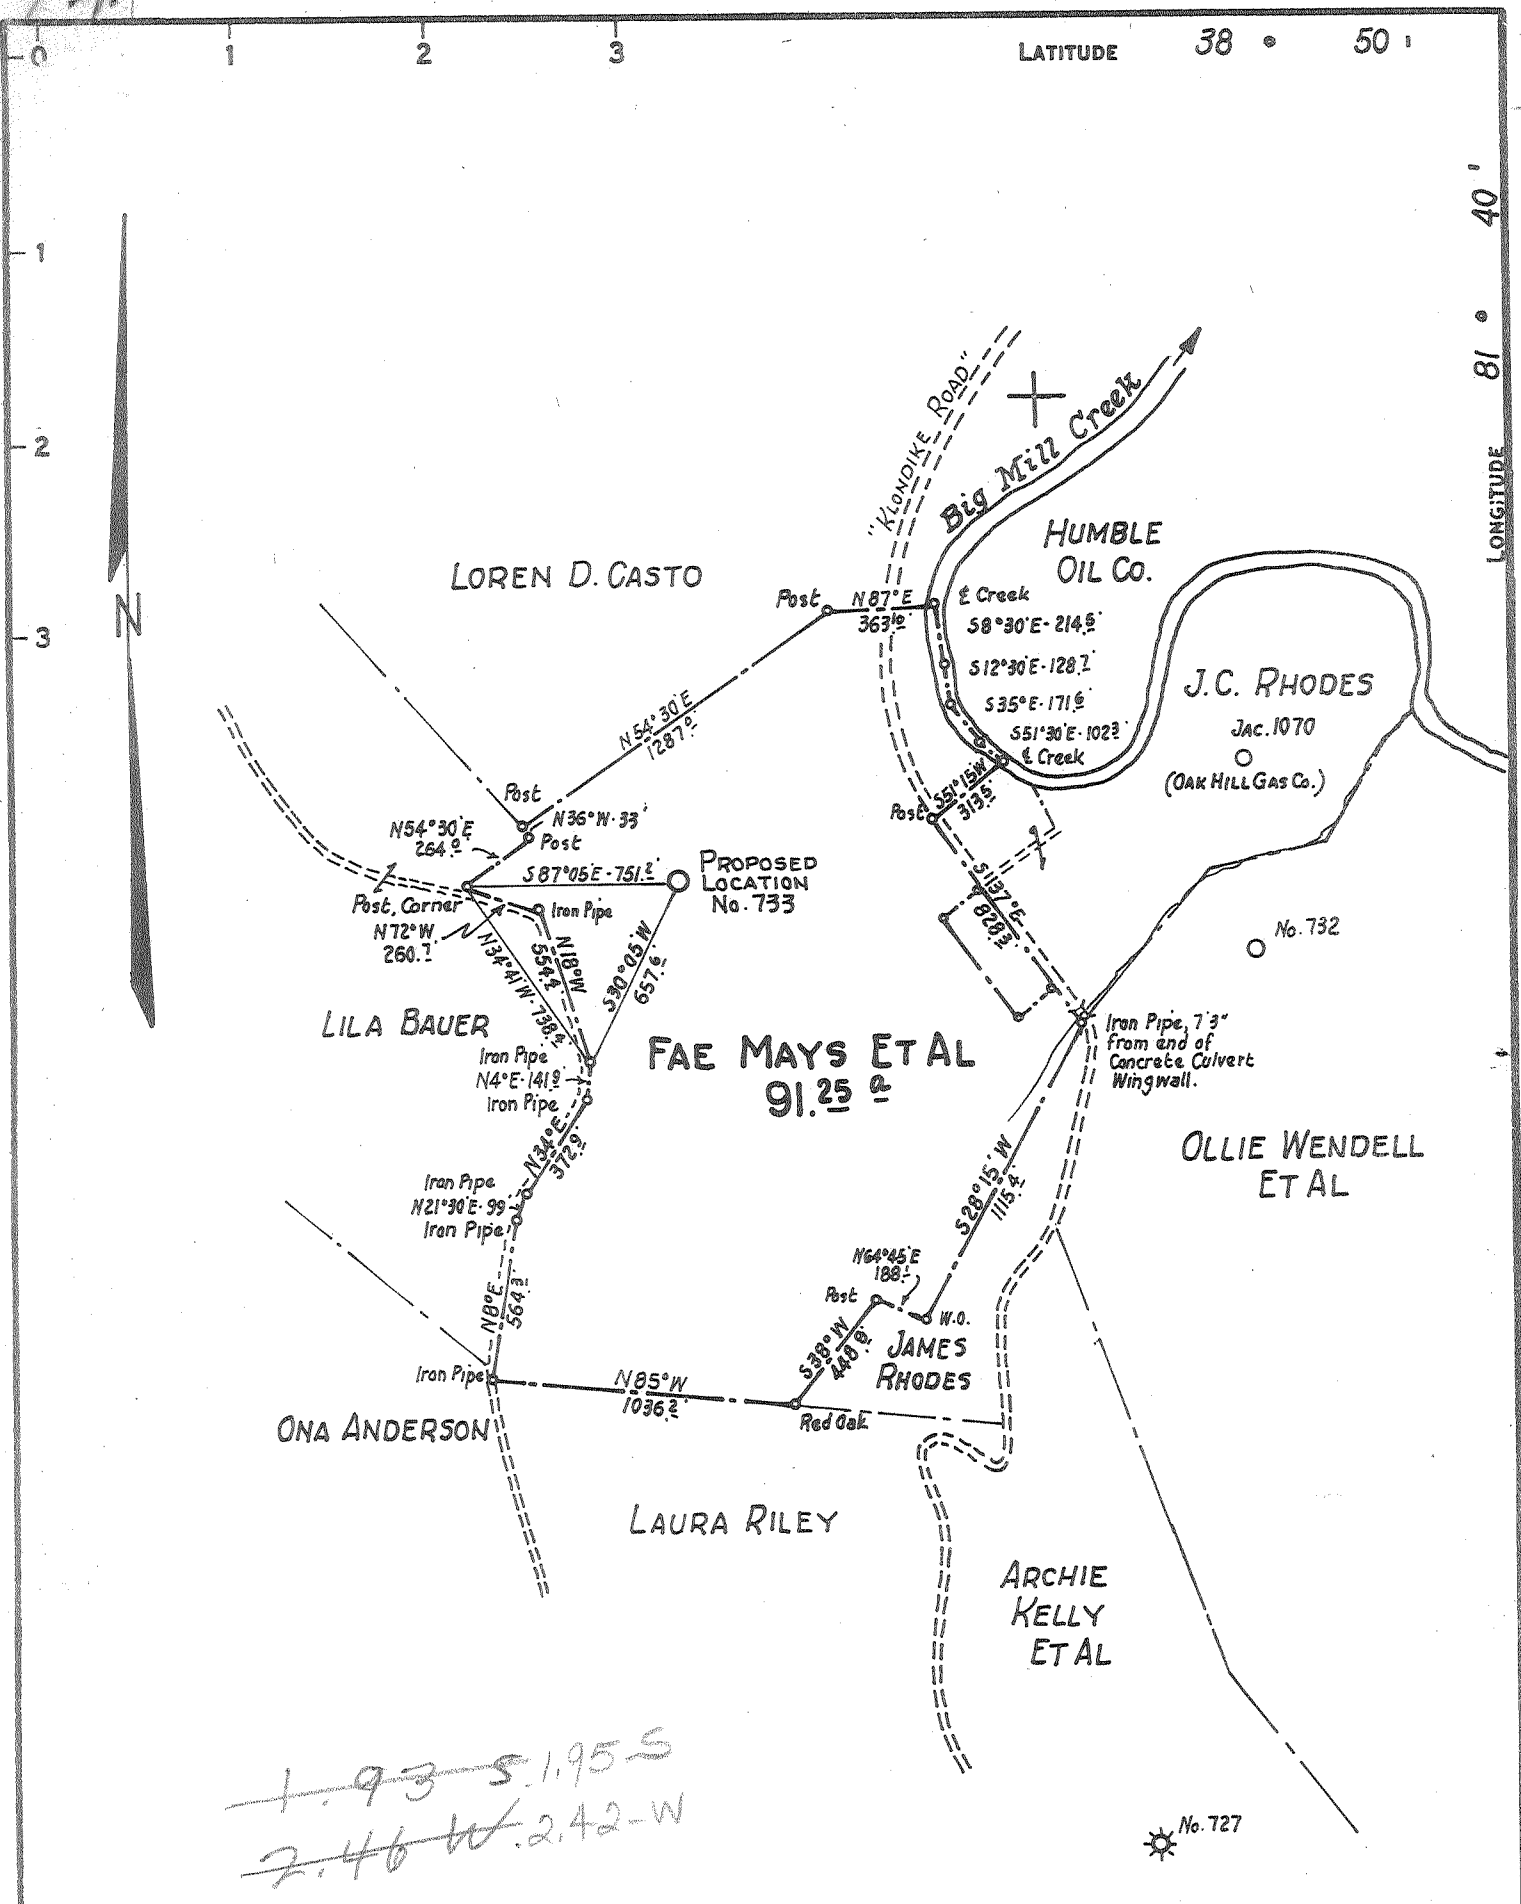 0
1
2
3
LATITUDE 38 ° 50 '
1
2
3
LONGITUDE 81 ° 40 '
N
"KLONDIKE ROAD"
Big Mill Creek
HUMBLE
OIL CO.
LOREN D. CASTO
Post
N87°E
363.10'
℄ Creek
S8°30'E-214.5'
S12°30'E-128.7'
S35°E-171.6'
S51°30'E-102.3'
℄ Creek
J.C. RHODES
JAC. 1070
(OAK HILL GAS CO.)
N54°30'E
1287.0'
S51°15'W
313.5'
Post
Post
N36°W-33'
Post
N54°30'E
264.0'
S87°05'E-751.2'
PROPOSED
LOCATION
No. 733
Post, Corner
Iron Pipe
N72°W
260.7'
N34°41'W-738.4'
N18°W
554.4'
S30°05'W
657.6'
S1137°E
828.3'
No. 732
LILA BAUER
FAE MAYS ET AL
91.25 a
Iron Pipe, 7'3"
from end of
Concrete Culvert
Wingwall.
Iron Pipe
N4°E-141.9'
Iron Pipe
N34°E
372.9'
OLLIE WENDELL
ET AL
Iron Pipe
N21°30'E-99'
Iron Pipe
S28°15'W
1115.4'
N8°E
564.3'
N64°45'E
188.1'
Post
W.O.
S38°W
448.8'
JAMES
RHODES
Iron Pipe
N85°W
1036.2'
Red Oak
ONA ANDERSON
LAURA RILEY
ARCHIE
KELLY
ET AL
1.93 S 1.95-S
2.46 W 2.42-W
No. 727